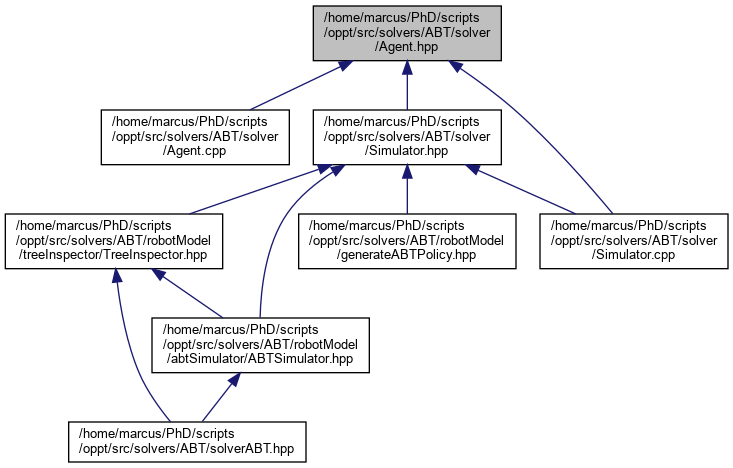 /home/marcus/PhD/scripts
/oppt/src/solvers/ABT/solver
/Agent.hpp
/home/marcus/PhD/scripts
/oppt/src/solvers/ABT/solver
/Agent.cpp
/home/marcus/PhD/scripts
/oppt/src/solvers/ABT/solver
/Simulator.hpp
/home/marcus/PhD/scripts
/oppt/src/solvers/ABT/robotModel
/treeInspector/TreeInspector.hpp
/home/marcus/PhD/scripts
/oppt/src/solvers/ABT/robotModel
/generateABTPolicy.hpp
/home/marcus/PhD/scripts
/oppt/src/solvers/ABT/solver
/Simulator.cpp
/home/marcus/PhD/scripts
/oppt/src/solvers/ABT/robotModel
/abtSimulator/ABTSimulator.hpp
/home/marcus/PhD/scripts
/oppt/src/solvers/ABT/solverABT.hpp